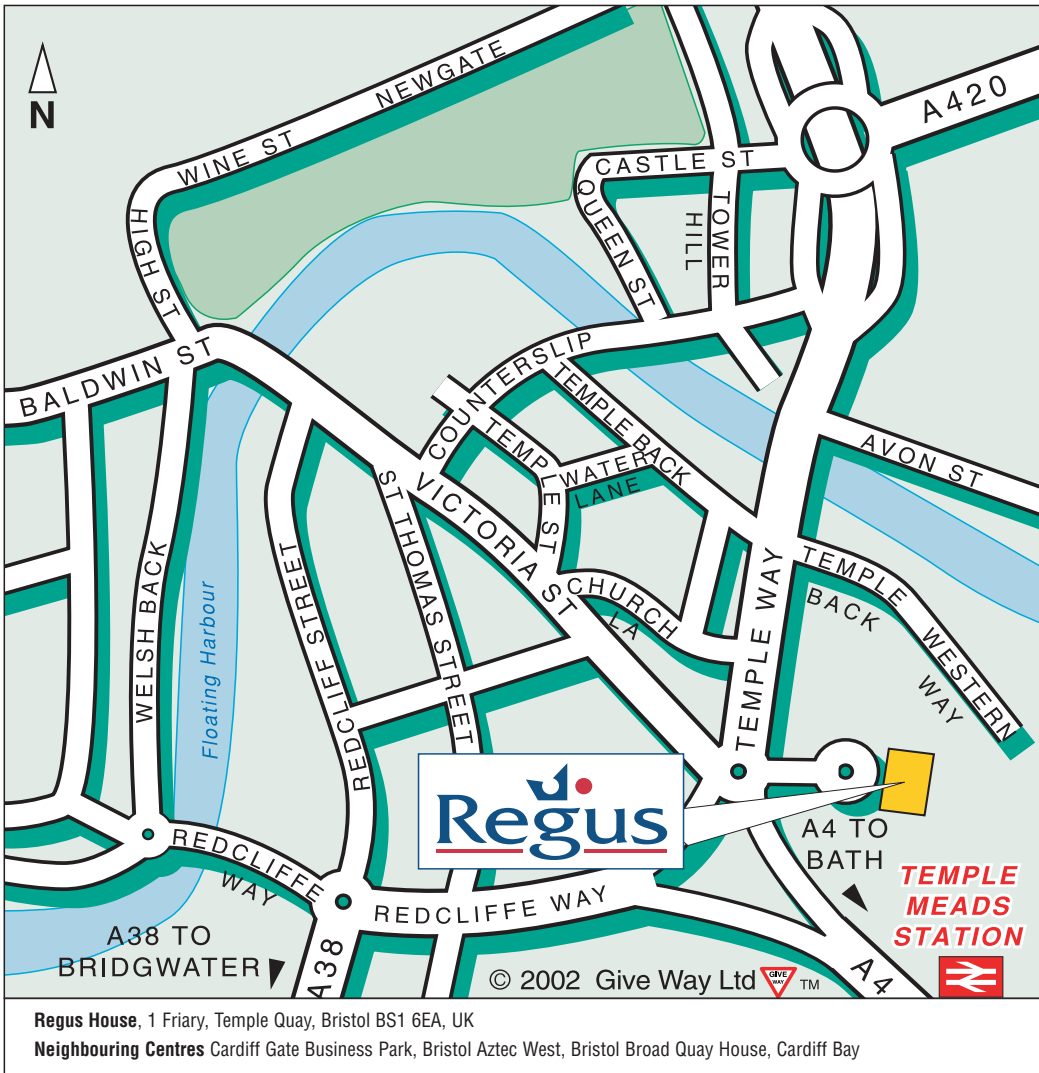 N
NEWGATE
WINE ST
HIGH ST
A420
CASTLE ST
QUEEN ST
TOWER
HILL
BALDWIN ST
COUNTERSLIP
TEMPLE BACK
TEMPLE ST
WATER
LANE
AVON ST
VICTORIA ST
ST THOMAS STREET
REDCLIFF STREET
REDCLIFF STREET
WELSH BACK
Floating Harbour
CHURCH
LA
TEMPLE WAY
TEMPLE WAY
TEMPLE
BACK
WESTERN
WAY
Regus
REDCLIFFE
WAY
REDCLIFFE WAY
A4 TO
BATH
TEMPLE
MEADS
STATION
A38 TO
BRIDGWATER
A38
A4
© 2002 Give Way Ltd GIVE WAY TM
Regus House, 1 Friary, Temple Quay, Bristol BS1 6EA, UK
Neighbouring Centres Cardiff Gate Business Park, Bristol Aztec West, Bristol Broad Quay House, Cardiff Bay